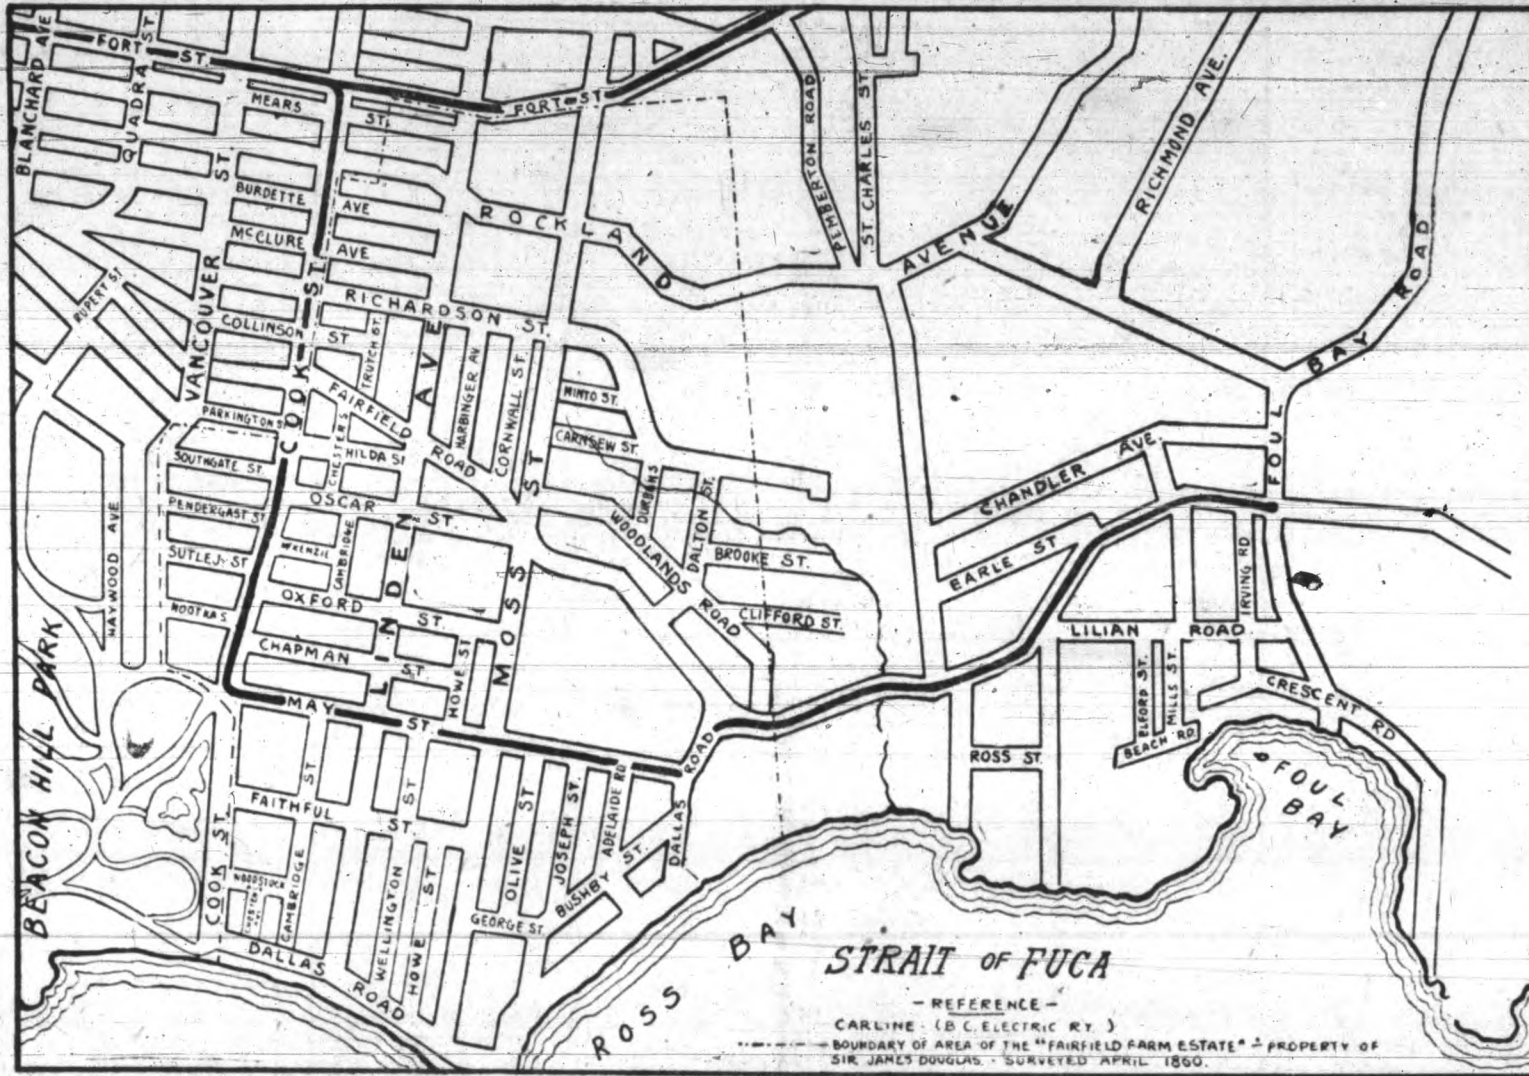 FORT ST.
FORT ST.
BLANCHARD AVE
QUADRA ST.
MEARS ST.
VANCOUVER ST
BURDETTE AVE
McCLURE AVE
ROCKLAND AVENUE
PEMBERTON ROAD
ST. CHARLES ST.
RICHMOND AVE.
FOUL BAY ROAD
RUPERT ST.
COLLINSON ST
RICHARDSON ST.
COOK ST.
TRUTCH ST.
LINDEN AVE
HARBINGER AV
CORNWALL ST.
MOSS ST
FAIRFIELD ROAD
MINTO ST.
CARNSEW ST.
PARKINGTON S
CHESTER S
HILDA ST
SOUTHGATE ST.
OSCAR ST.
PENDERGAST ST
HAYWOOD AVE
McKENZIE
CAMBRIDGE
SUTLEJ ST
OXFORD ST.
NOOTKA S
CHAPMAN ST
HOWE ST
MAY ST.
WOODLANDS ROAD
DURBAN S
DALTON ST.
BROOKE ST.
CLIFFORD ST.
CHANDLER AVE.
EARLE ST
IRVING RD
LILIAN ROAD
ELFORD ST.
MILLS ST.
BEACH RD
CRESCENT RD
ROSS ST.
FOUL BAY
BEACON HILL PARK
COOK ST.
FAITHFUL ST
WOODSTOCK
CAMBRIDGE ST
WELLINGTON ST
HOWE ST
OLIVE ST
JOSEPH ST.
ADELAIDE RD
BUSHBY ST.
DALLAS ROAD
GEORGE ST.
DALLAS ROAD
ROSS BAY
STRAIT OF FUCA
- REFERENCE -
CARLINE - (B C. ELECTRIC RY. )
BOUNDARY OF AREA OF THE "FAIRFIELD FARM ESTATE" - PROPERTY OF
SIR JAMES DOUGLAS - SURVEYED APRIL 1860.